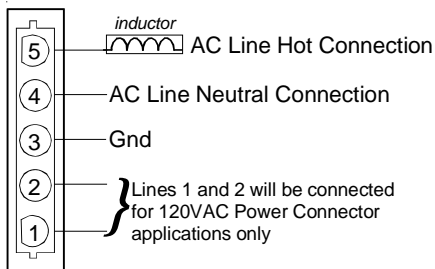 inductor
5 AC Line Hot Connection
4 AC Line Neutral Connection
3 Gnd
2
Lines 1 and 2 will be connected
for 120VAC Power Connector
1 applications only